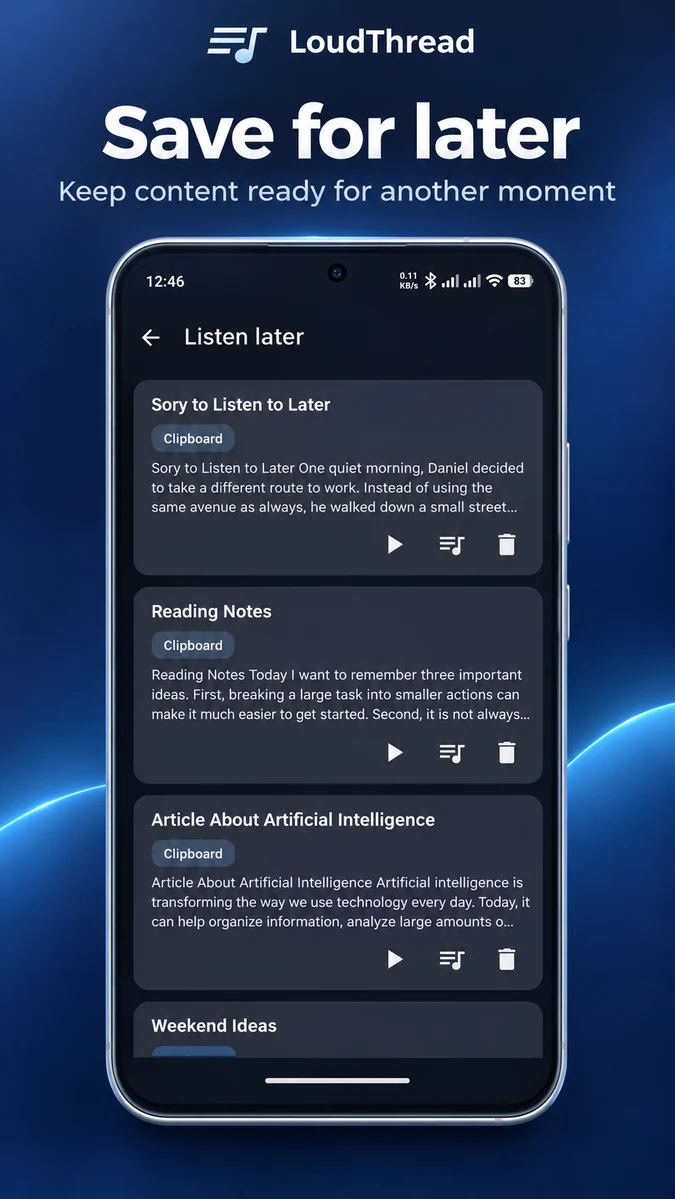 LoudThread
Save for later
Keep content ready for another moment
12:46
0.11
KB/s
83
Listen later
Sory to Listen to Later
Clipboard
Sory to Listen to Later One quiet morning, Daniel decided
to take a different route to work. Instead of using the
same avenue as always, he walked down a small street...
Reading Notes
Clipboard
Reading Notes Today I want to remember three important
ideas. First, breaking a large task into smaller actions can
make it much easier to get started. Second, it is not always...
Article About Artificial Intelligence
Clipboard
Article About Artificial Intelligence Artificial intelligence is
transforming the way we use technology every day. Today, it
can help organize information, analyze large amounts o...
Weekend Ideas